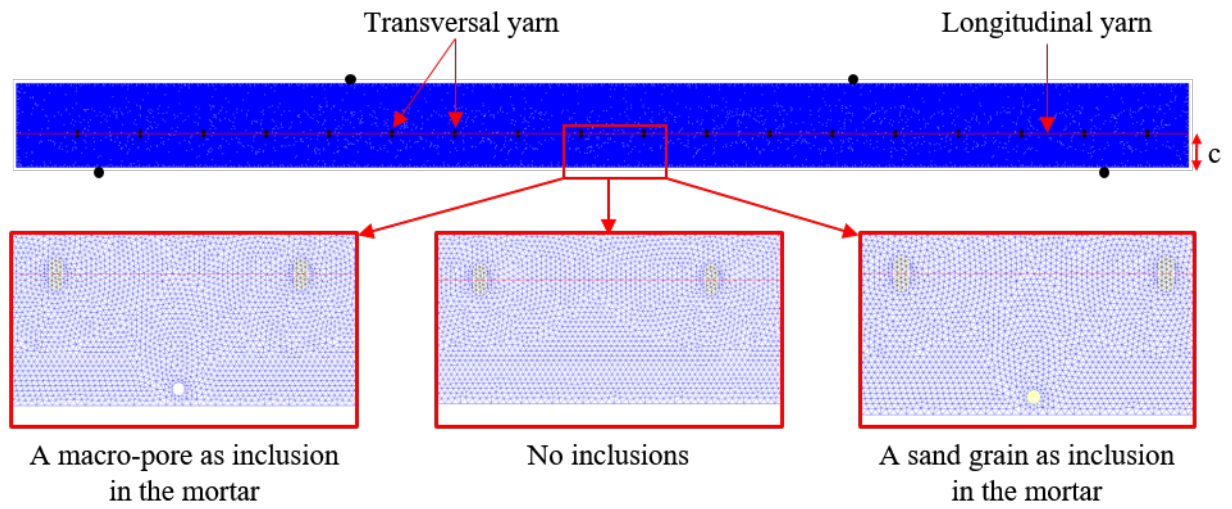 Transversal yarn
Longitudinal yarn
c
A macro-pore as inclusion
in the mortar
No inclusions
A sand grain as inclusion
in the mortar